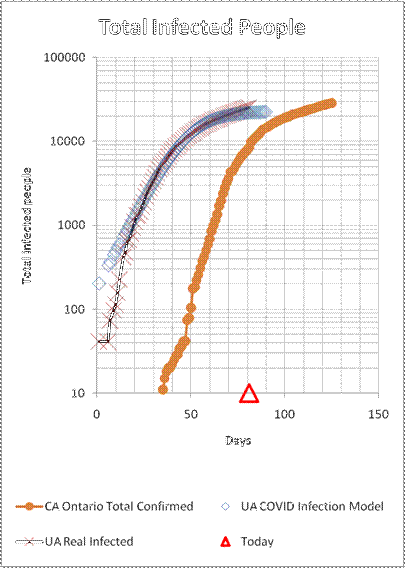 Total Infected People
Total Infected people
100000
10000
1000
100
10
0 50 100 150
Days
CA Ontario Total Confirmed
UA COVID Infection Model
UA Real Infected
Today